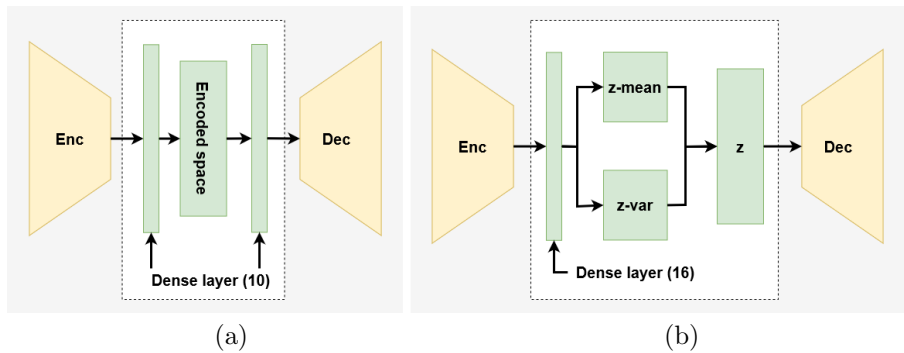 Enc
Encoded space
Dec
Dense layer (10)
(a)
Enc
z-mean
z-var
z
Dec
Dense layer (16)
(b)